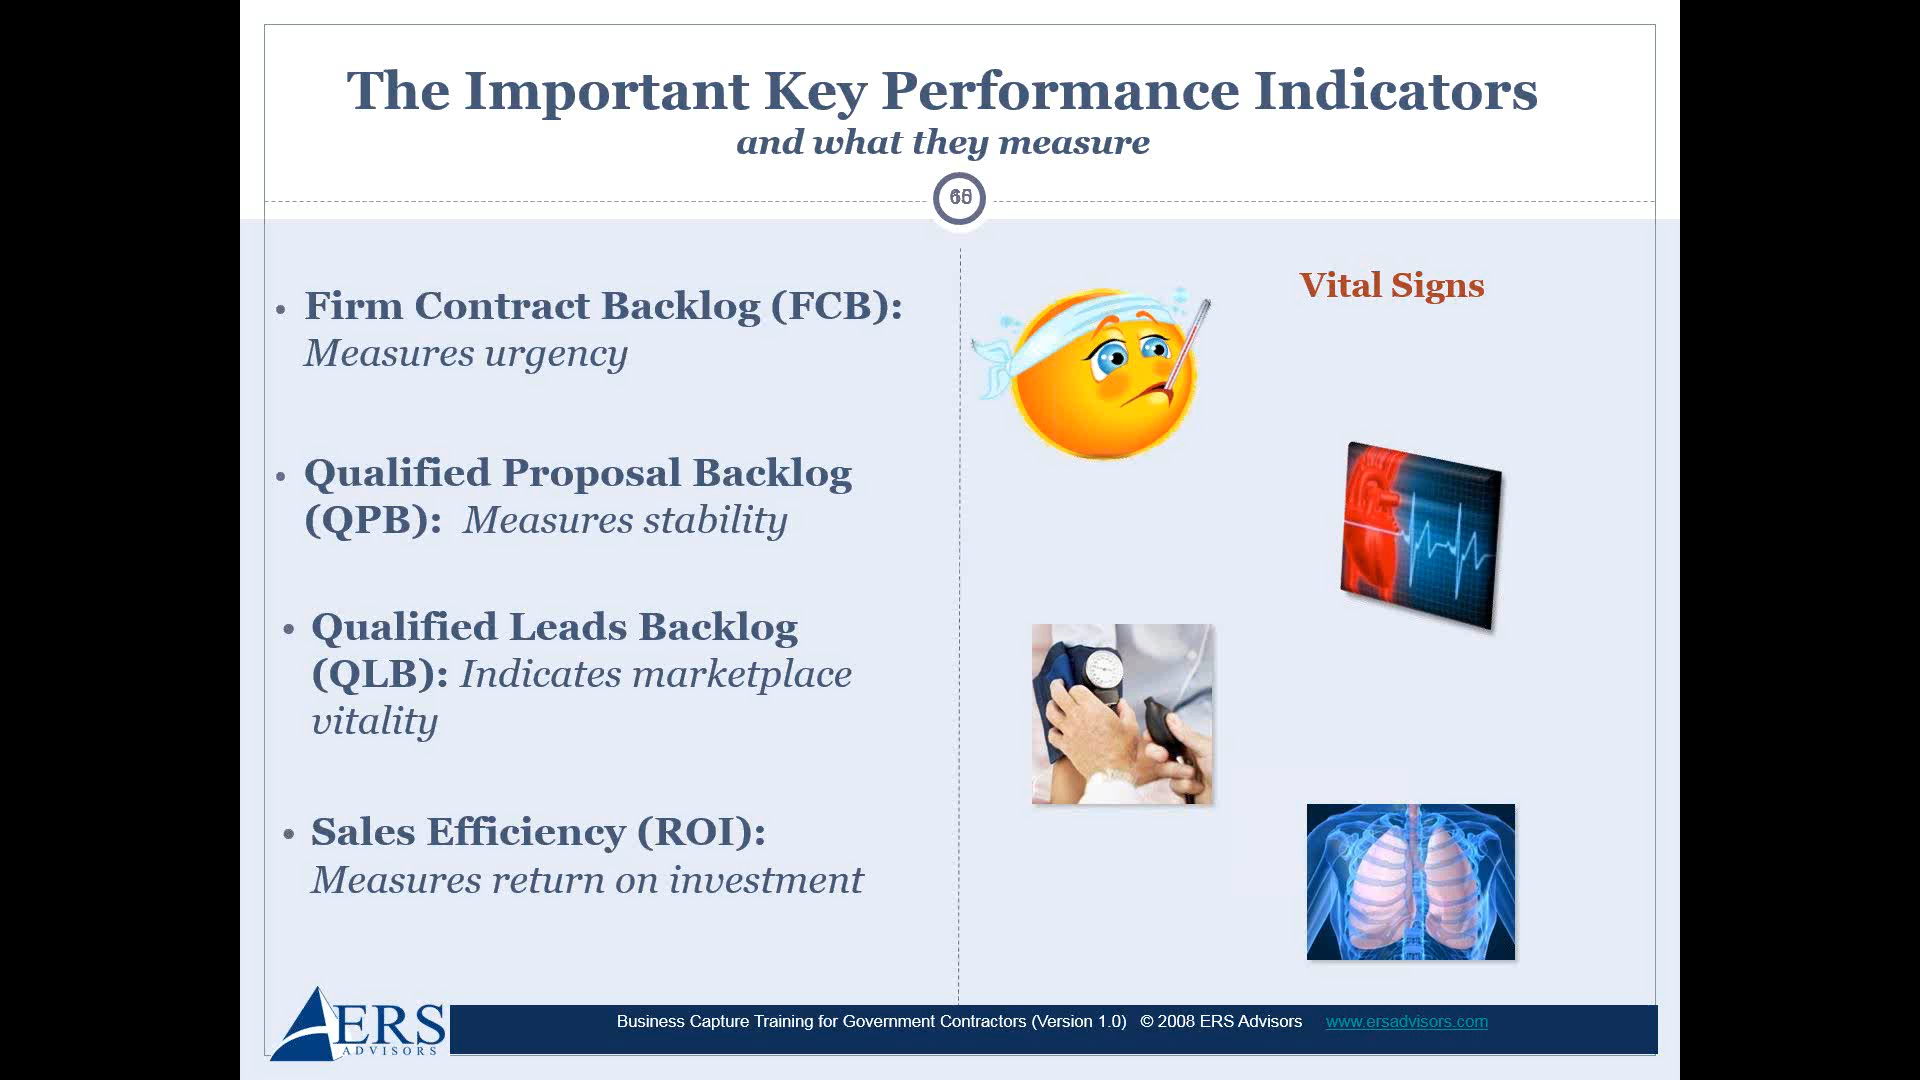 The Important Key Performance Indicators
and what they measure
• Firm Contract Backlog (FCB):
Measures urgency
• Qualified Proposal Backlog
(QPB): Measures stability
• Qualified Leads Backlog
(QLB): Indicates marketplace
vitality
• Sales Efficiency (ROI):
Measures return on investment
Vital Signs
ERS
ADVISORS
Business Capture Training for Government Contractors (Version 1.0) © 2008 ERS Advisors www.ersadvisors.com